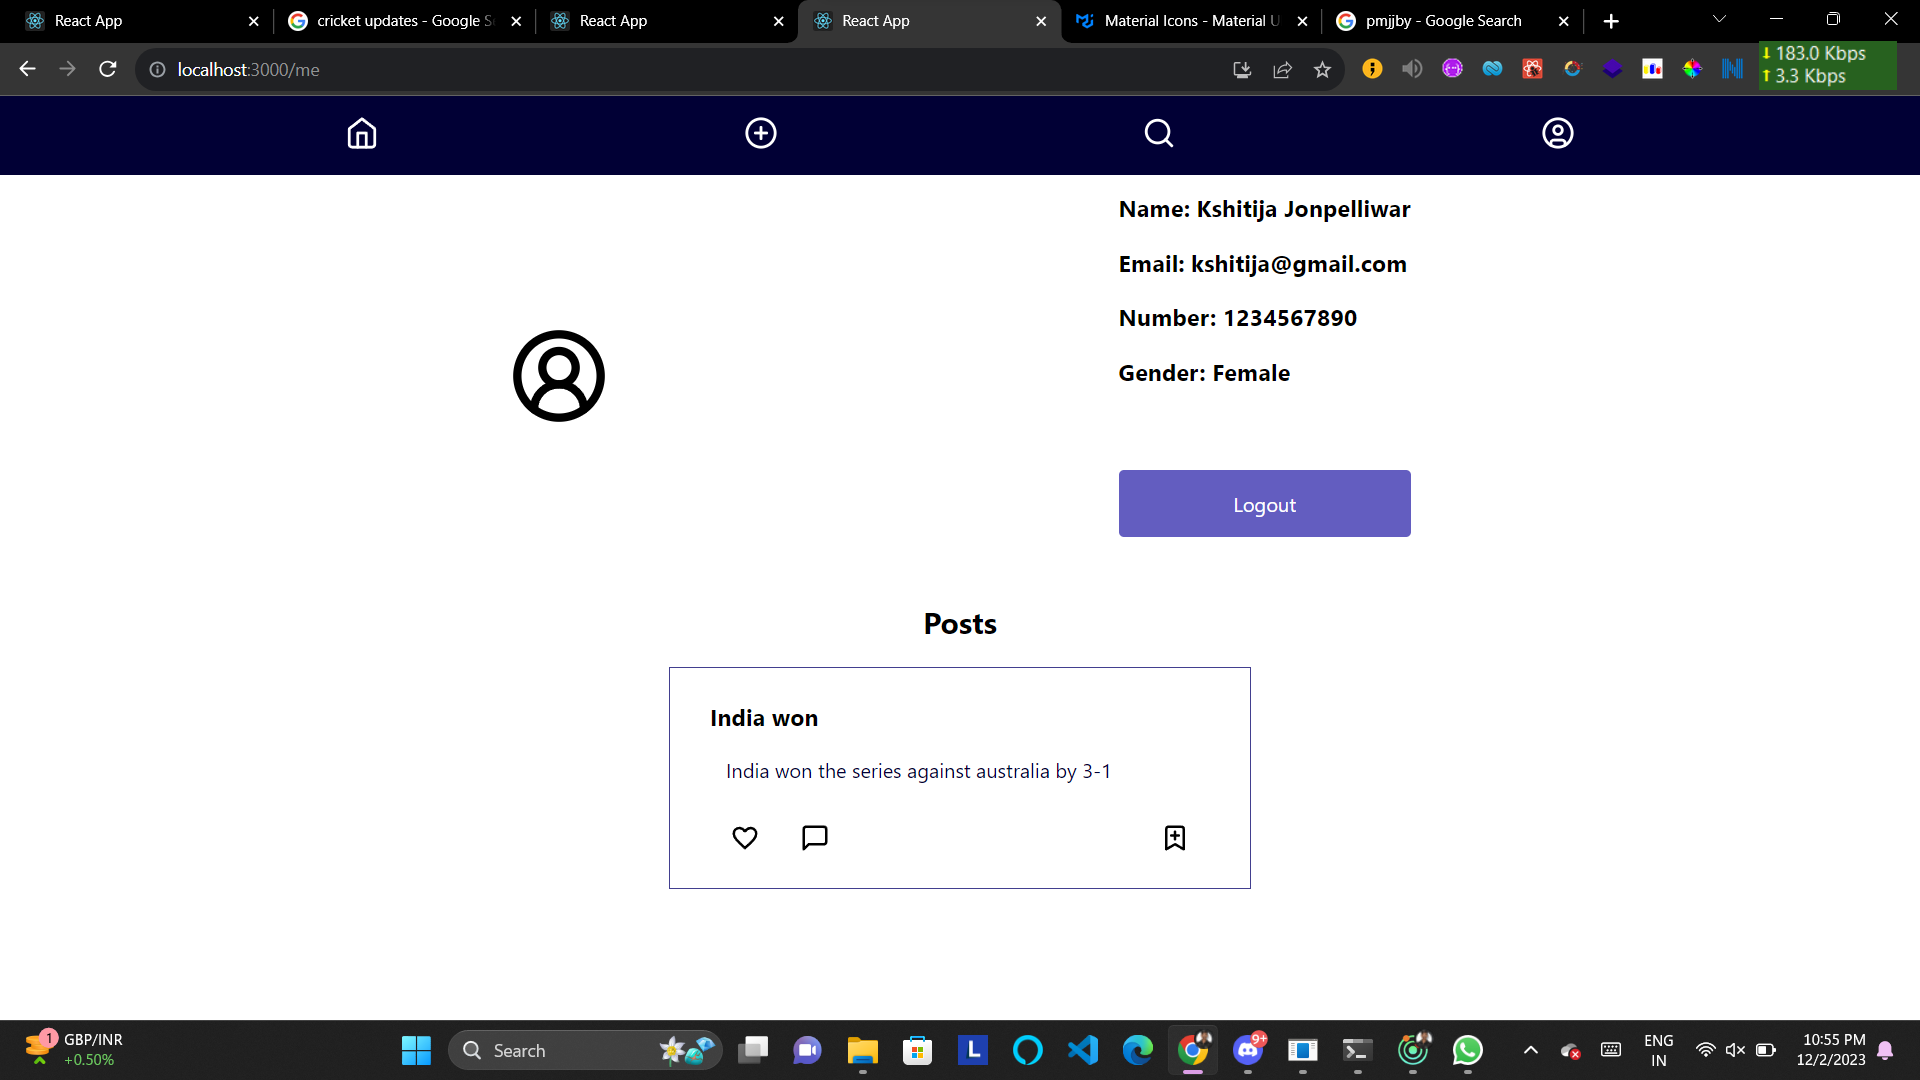 React App
cricket updates - Google Se
React App
React App
Material Icons - Material U
pmjjby - Google Search
localhost:3000/me
183.0 Kbps
3.3 Kbps
Name: Kshitija Jonpelliwar
Email: kshitija@gmail.com
Number: 1234567890
Gender: Female
Logout
Posts
India won
India won the series against australia by 3-1
1
GBP/INR
+0.50%
Search
L
9+
ENG
IN
10:55 PM
12/2/2023